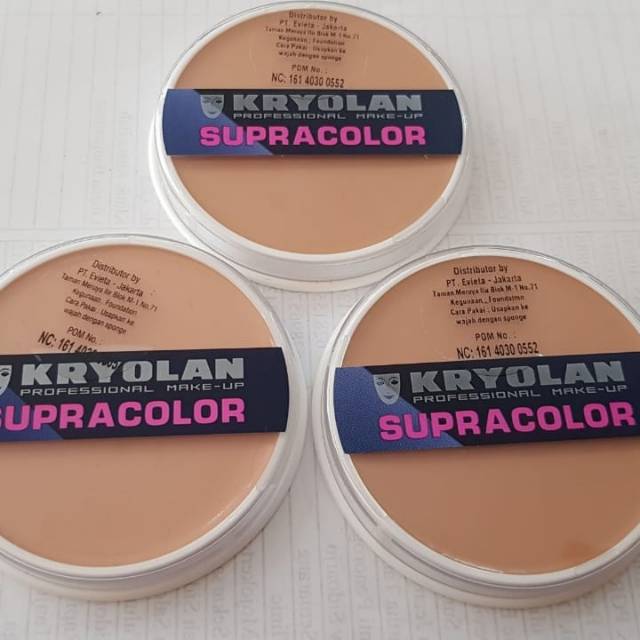 Distributor by
PT. Evieta - Jakarta
Taman Meruya Ilo Blok M. 1 No.71
Kegunaan : Foundation
Cara Pakai : Usapkan ke
wajah dengan sponge
POM No. :
NC: 161 4030 0552
KRYOLAN
PROFESSIONAL MAKE-UP
SUPRACOLOR
Distributor by
PT. Evieta - Jakarta
Taman Meruya Ilo Blok M. 1 No.71
Kegunaan : Foundation
Cara Pakai : Usapkan ke
wajah dengan sponge
POM No. :
NC: 161
KRYOLAN
PROFESSIONAL MAKE-UP
SUPRACOLOR
Distributor by
PT. Evieta - Jakarta
Taman Meruya Ilo Blok M. 1 No.71
Kegunaan : Foundation
Cara Pakai : Usapkan ke
wajah dengan sponge
POM No. :
NC: 161 4030 0552
KRYOLAN
PROFESSIONAL MAKE-UP
SUPRACOLOR